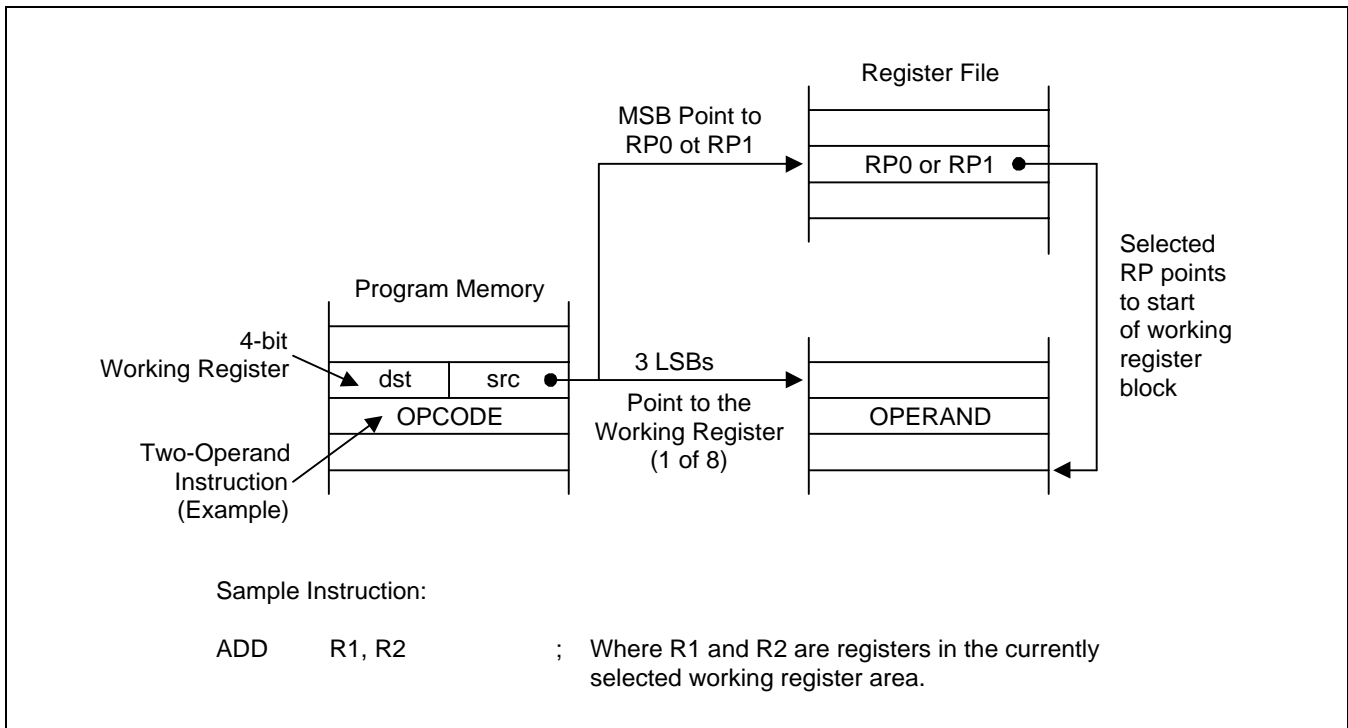 Register File
MSB Point to
RP0 ot RP1
RP0 or RP1
Selected
RP points
to start
of working
register
block
Program Memory
4-bit
Working Register
dst src
3 LSBs
OPCODE
Point to the
Working Register
(1 of 8)
OPERAND
Two-Operand
Instruction
(Example)
Sample Instruction:
ADD R1, R2 ; Where R1 and R2 are registers in the currently
selected working register area.